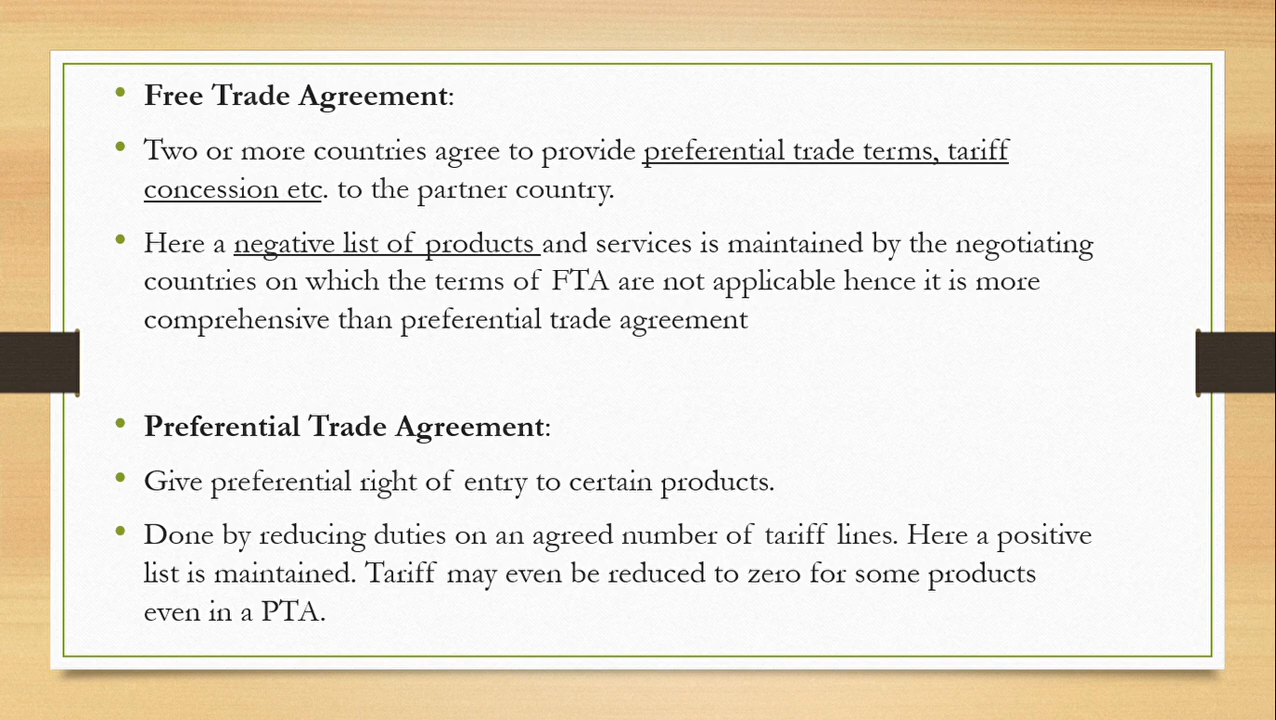 Free Trade Agreement:
Two or more countries agree to provide preferential trade terms, tariff
concession etc. to the partner country.
Here a negative list of products and services is maintained by the negotiating
countries on which the terms of FTA are not applicable hence it is more
comprehensive than preferential trade agreement
Preferential Trade Agreement:
Give preferential right of entry to certain products.
Done by reducing duties on an agreed number of tariff lines. Here a positive
list is maintained. Tariff may even be reduced to zero for some products
even in a PTA.